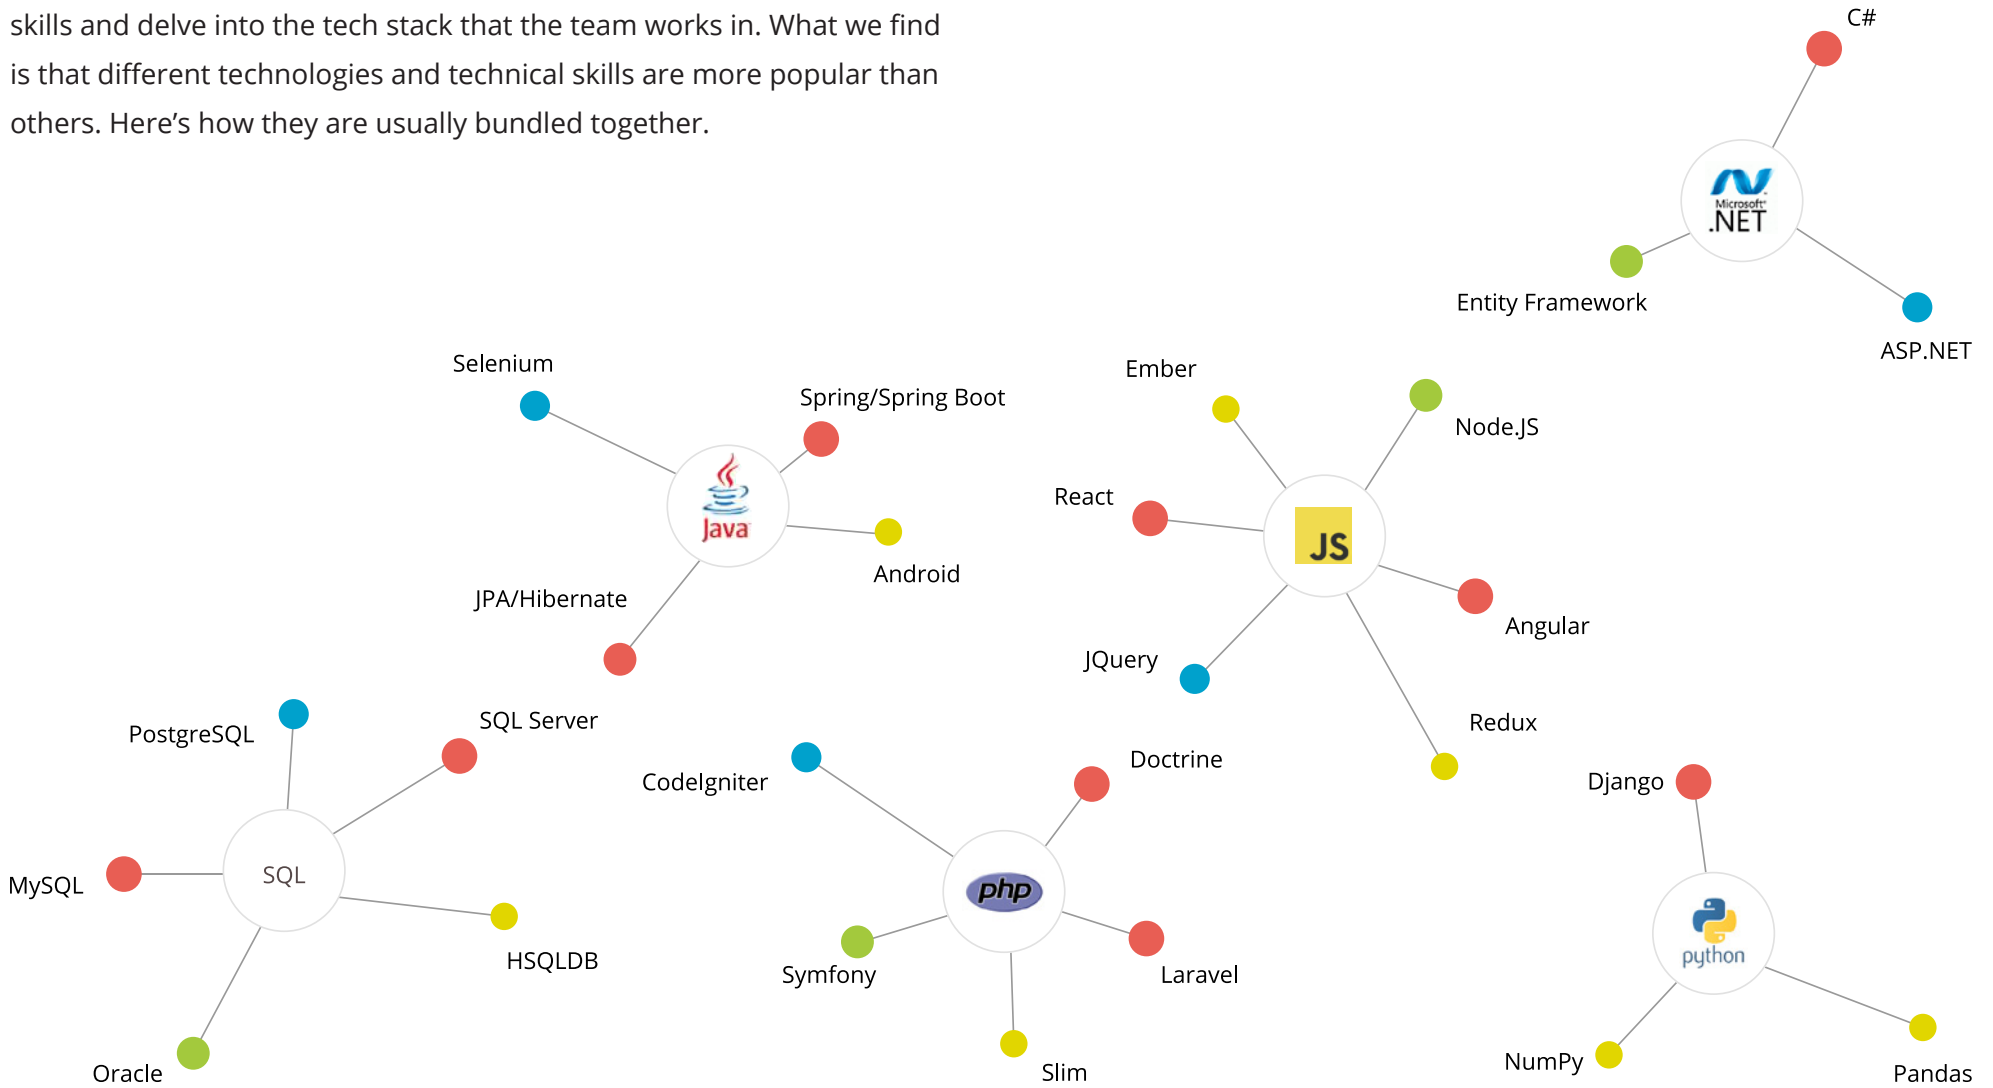 skills and delve into the tech stack that the team works in. What we find
is that different technologies and technical skills are more popular than
others. Here’s how they are usually bundled together.
C#
Microsoft®
.NET
Entity Framework
ASP.NET
Selenium
Spring/Spring Boot
Java
Android
JPA/Hibernate
Ember
Node.JS
React
JS
Angular
JQuery
Redux
PostgreSQL
SQL Server
MySQL
SQL
HSQLDB
Oracle
CodeIgniter
Doctrine
php
Symfony
Laravel
Slim
Django
python
NumPy
Pandas